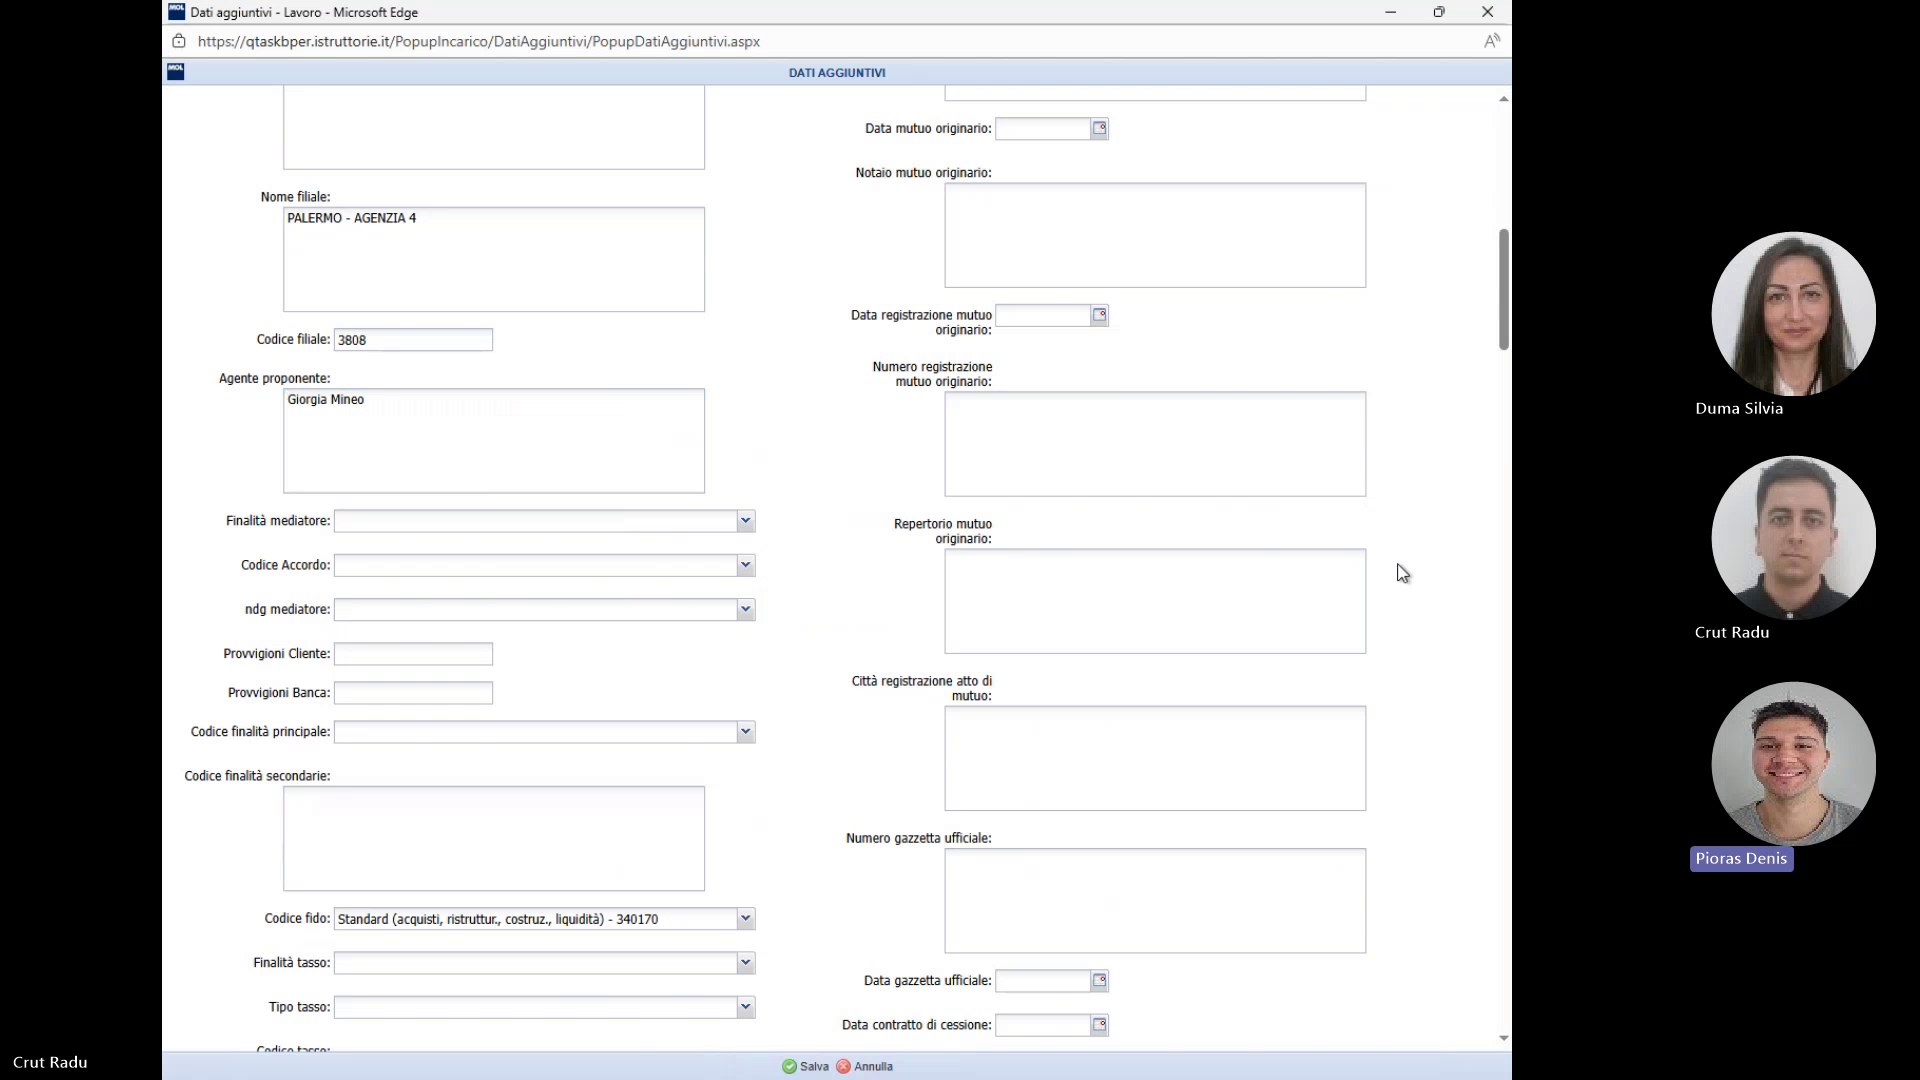 MOL Dati aggiuntivi - Lavoro - Microsoft Edge
https://qtaskbper.istruttorie.it/PopupIncarico/DatiAggiuntivi/PopupDatiAggiuntivi.aspx
MOL DATI AGGIUNTIVI
Nome filiale:
PALERMO - AGENZIA 4
Codice filiale: 3808
Agente proponente:
Giorgia Mineo
Finalità mediatore:
Codice Accordo:
ndg mediatore:
Provvigioni Cliente:
Provvigioni Banca:
Codice finalità principale:
Codice finalità secondarie:
Codice fido: Standard (acquisti, ristruttur., costruz., liquidità) - 340170
Finalità tasso:
Tipo tasso:
Codice tasso:
Data mutuo originario:
Notaio mutuo originario:
Data registrazione mutuo
originario:
Numero registrazione
mutuo originario:
Repertorio mutuo
originario:
Città registrazione atto di
mutuo:
Numero gazzetta ufficiale:
Data gazzetta ufficiale:
Data contratto di cessione:
Salva Annulla
Duma Silvia
Crut Radu
Pioras Denis
Crut Radu